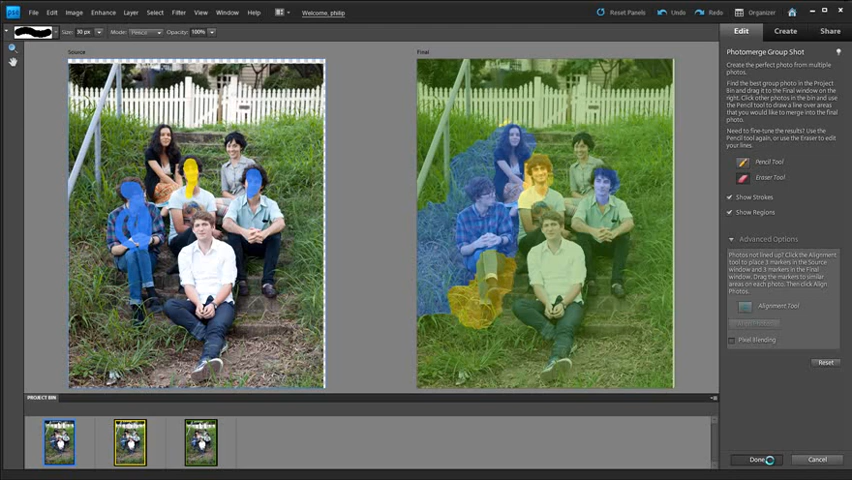 pse File Edit Image Enhance Layer Select Filter View Window Help Welcome, philip Reset Panels Undo Redo Organizer
Size: 30 px Mode: Pencil Opacity: 100%
Edit Create Share
Source
Final
Photomerge Group Shot
Create the perfect photo from multiple
photos.
Find the best group photo in the Project
Bin and drag it to the Final window on the
right. Click other photos in the bin and use
the Pencil tool to draw a line over areas
that you would like to merge into the final
photo.
Need to fine-tune the results? Use the
Pencil tool again, or use the Eraser to edit
your lines.
Pencil Tool
Eraser Tool
Show Strokes
Show Regions
Advanced Options
Photos not lined up? Click the Alignment
tool to place 3 markers in the Source
window and 3 markers in the Final
window. Drag the markers to similar
areas on each photo. Then click Align
Photos.
Alignment Tool
Pixel Blending
Reset
PROJECT BIN
Done Cancel